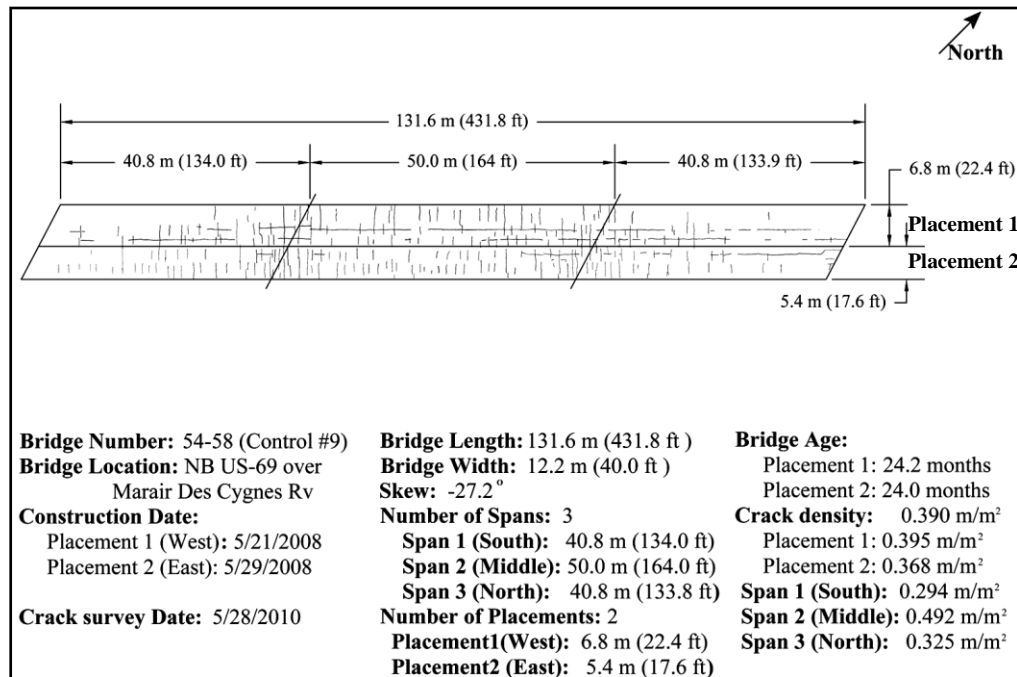 North
131.6 m (431.8 ft)
40.8 m (134.0 ft)
50.0 m (164 ft)
40.8 m (133.9 ft)
6.8 m (22.4 ft)
Placement 1
Placement 2
5.4 m (17.6 ft)
Bridge Number: 54-58 (Control #9)
Bridge Location: NB US-69 over
Marair Des Cygnes Rv
Construction Date:
Placement 1 (West): 5/21/2008
Placement 2 (East): 5/29/2008
Crack survey Date: 5/28/2010
Bridge Length: 131.6 m (431.8 ft )
Bridge Width: 12.2 m (40.0 ft )
Skew: -27.2°
Number of Spans: 3
Span 1 (South): 40.8 m (134.0 ft)
Span 2 (Middle): 50.0 m (164.0 ft)
Span 3 (North): 40.8 m (133.8 ft)
Number of Placements: 2
Placement1(West): 6.8 m (22.4 ft)
Placement2 (East): 5.4 m (17.6 ft)
Bridge Age:
Placement 1: 24.2 months
Placement 2: 24.0 months
Crack density: 0.390 m/m²
Placement 1: 0.395 m/m²
Placement 2: 0.368 m/m²
Span 1 (South): 0.294 m/m²
Span 2 (Middle): 0.492 m/m²
Span 3 (North): 0.325 m/m²